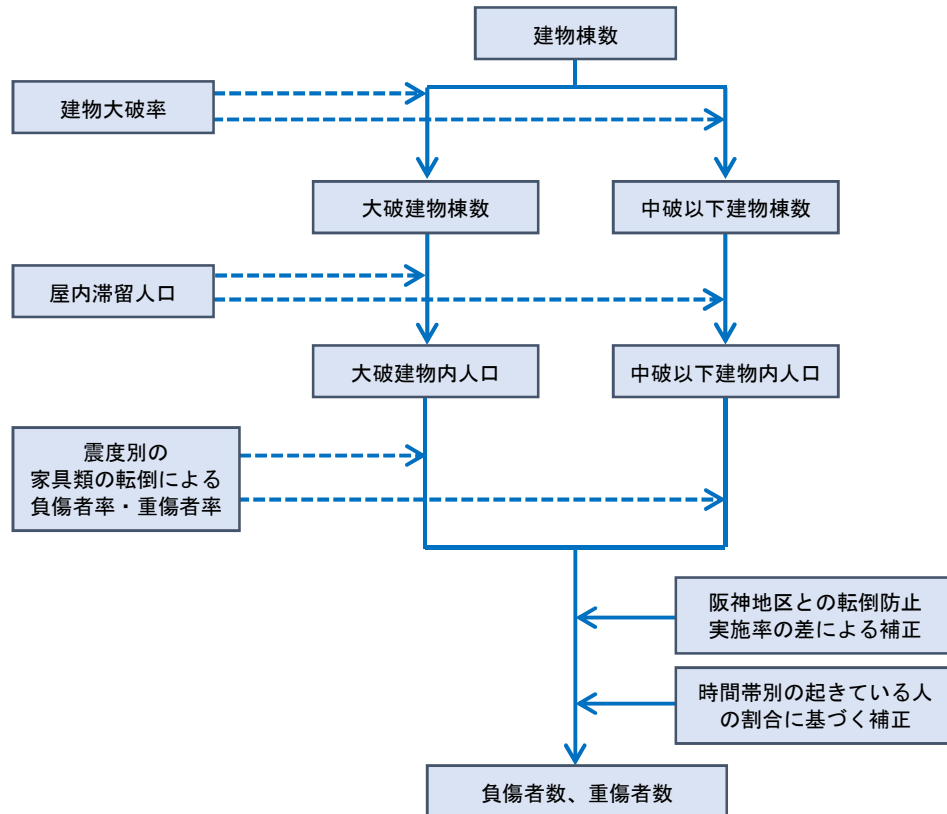 建物棟数
建物大破率
大破建物棟数
中破以下建物棟数
屋内滞留人口
大破建物内人口
中破以下建物内人口
震度別の
家具類の転倒による
負傷者率・重傷者率
阪神地区との転倒防止
実施率の差による補正
時間帯別の起きている人
の割合に基づく補正
負傷者数、重傷者数